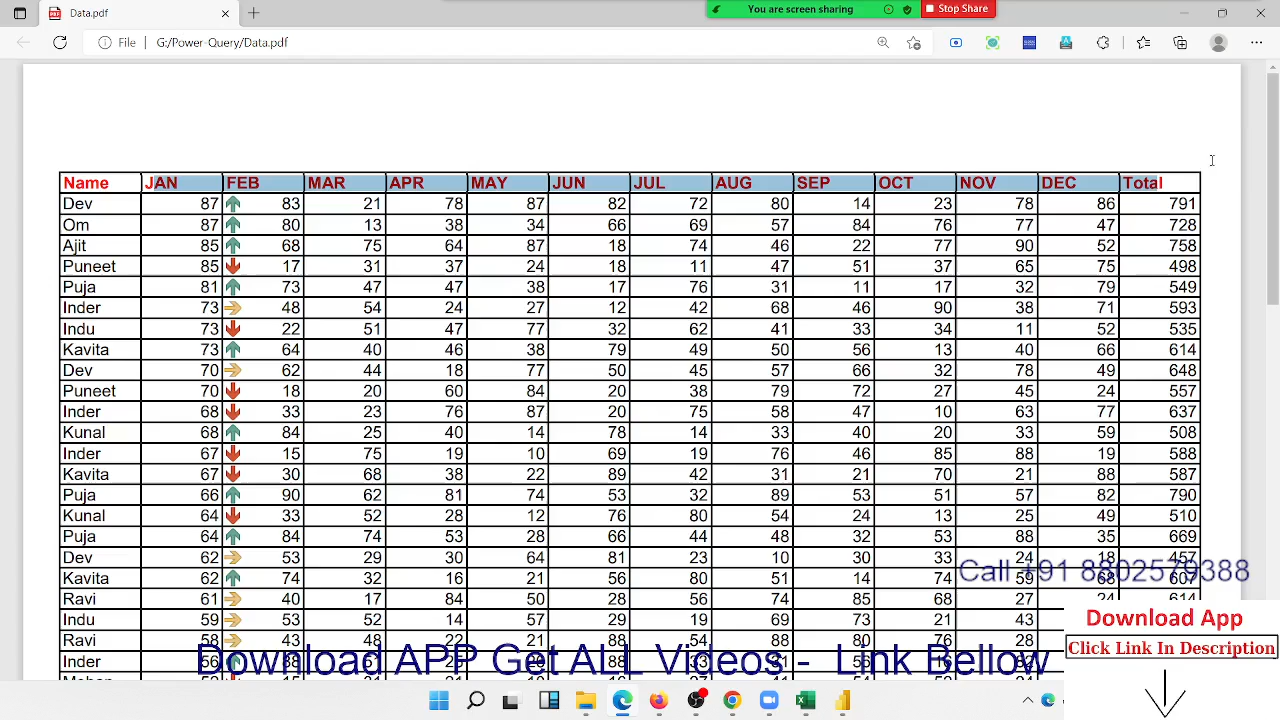 Data.pdf
You are screen sharing
Stop Share
File
G:/Power-Query/Data.pdf
Name JAN FEB MAR APR MAY JUN JUL AUG SEP OCT NOV DEC Total
Dev 87 83 21 78 87 82 72 80 14 23 78 86 791
Om 87 80 13 38 34 66 69 57 84 76 77 47 728
Ajit 85 68 75 64 87 18 74 46 22 77 90 52 758
Puneet 85 17 31 37 24 18 11 47 51 37 65 75 498
Puja 81 73 47 47 38 17 76 31 11 17 32 79 549
Inder 73 48 54 24 27 12 42 68 46 90 38 71 593
Indu 73 22 51 47 77 32 62 41 33 34 11 52 535
Kavita 73 64 40 46 38 79 49 50 56 13 40 66 614
Dev 70 62 44 18 77 50 45 57 66 32 78 49 648
Puneet 70 18 20 60 84 20 38 79 72 27 45 24 557
Inder 68 33 23 76 87 20 75 58 47 10 63 77 637
Kunal 68 84 25 40 14 78 14 33 40 20 33 59 508
Inder 67 15 75 19 10 69 19 76 46 85 88 19 588
Kavita 67 30 68 38 22 89 42 31 21 70 21 88 587
Puja 66 90 62 81 74 53 32 89 53 51 57 82 790
Kunal 64 33 52 28 12 76 80 54 24 13 25 49 510
Puja 64 84 74 53 28 66 44 48 32 53 88 35 669
Dev 62 53 29 30 64 81 23 10 30 33 24 18 457
Kavita 62 74 32 16 21 56 80 51 14 74 59 68 607
Call +91 8802579388
Ravi 61 40 17 84 50 28 56 74 85 68 27 24 614
Indu 59 53 52 14 57 29 19 69 73 21 43
Ravi 58 43 48 22 21 88 54 88 80 76 28
Inder 56 88
Download APP Get ALL Videos - Link Bellow
Download App
Click Link In Description